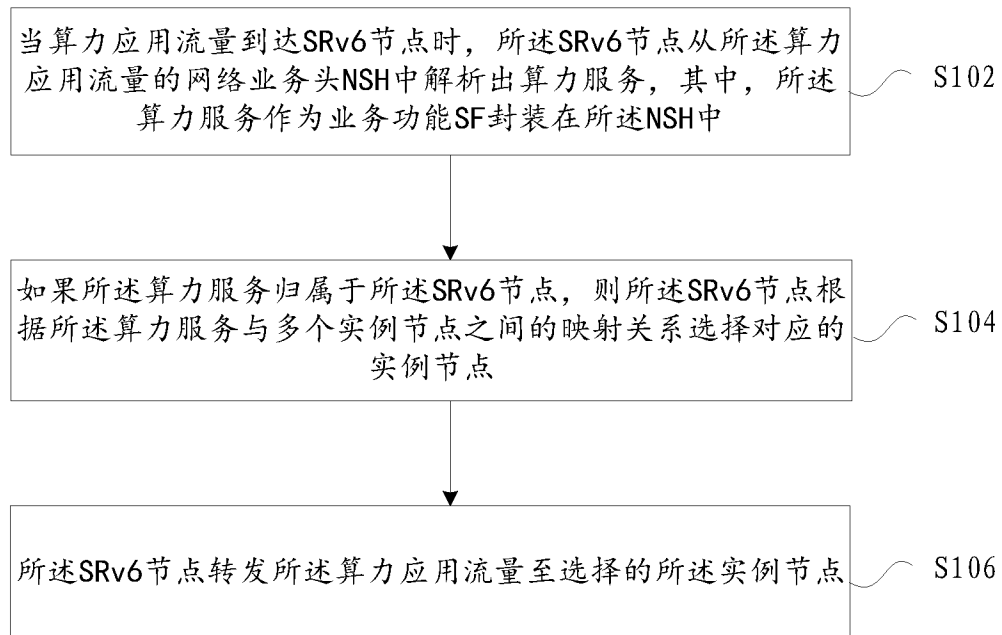 当算力应用流量到达SRv6节点时，所述SRv6节点从所述算力
应用流量的网络业务头NSH中解析出算力服务，其中，所述
算力服务作为业务功能SF封装在所述NSH中
S102
如果所述算力服务归属于所述SRv6节点，则所述SRv6节点根
据所述算力服务与多个实例节点之间的映射关系选择对应的
实例节点
S104
所述SRv6节点转发所述算力应用流量至选择的所述实例节点
S106